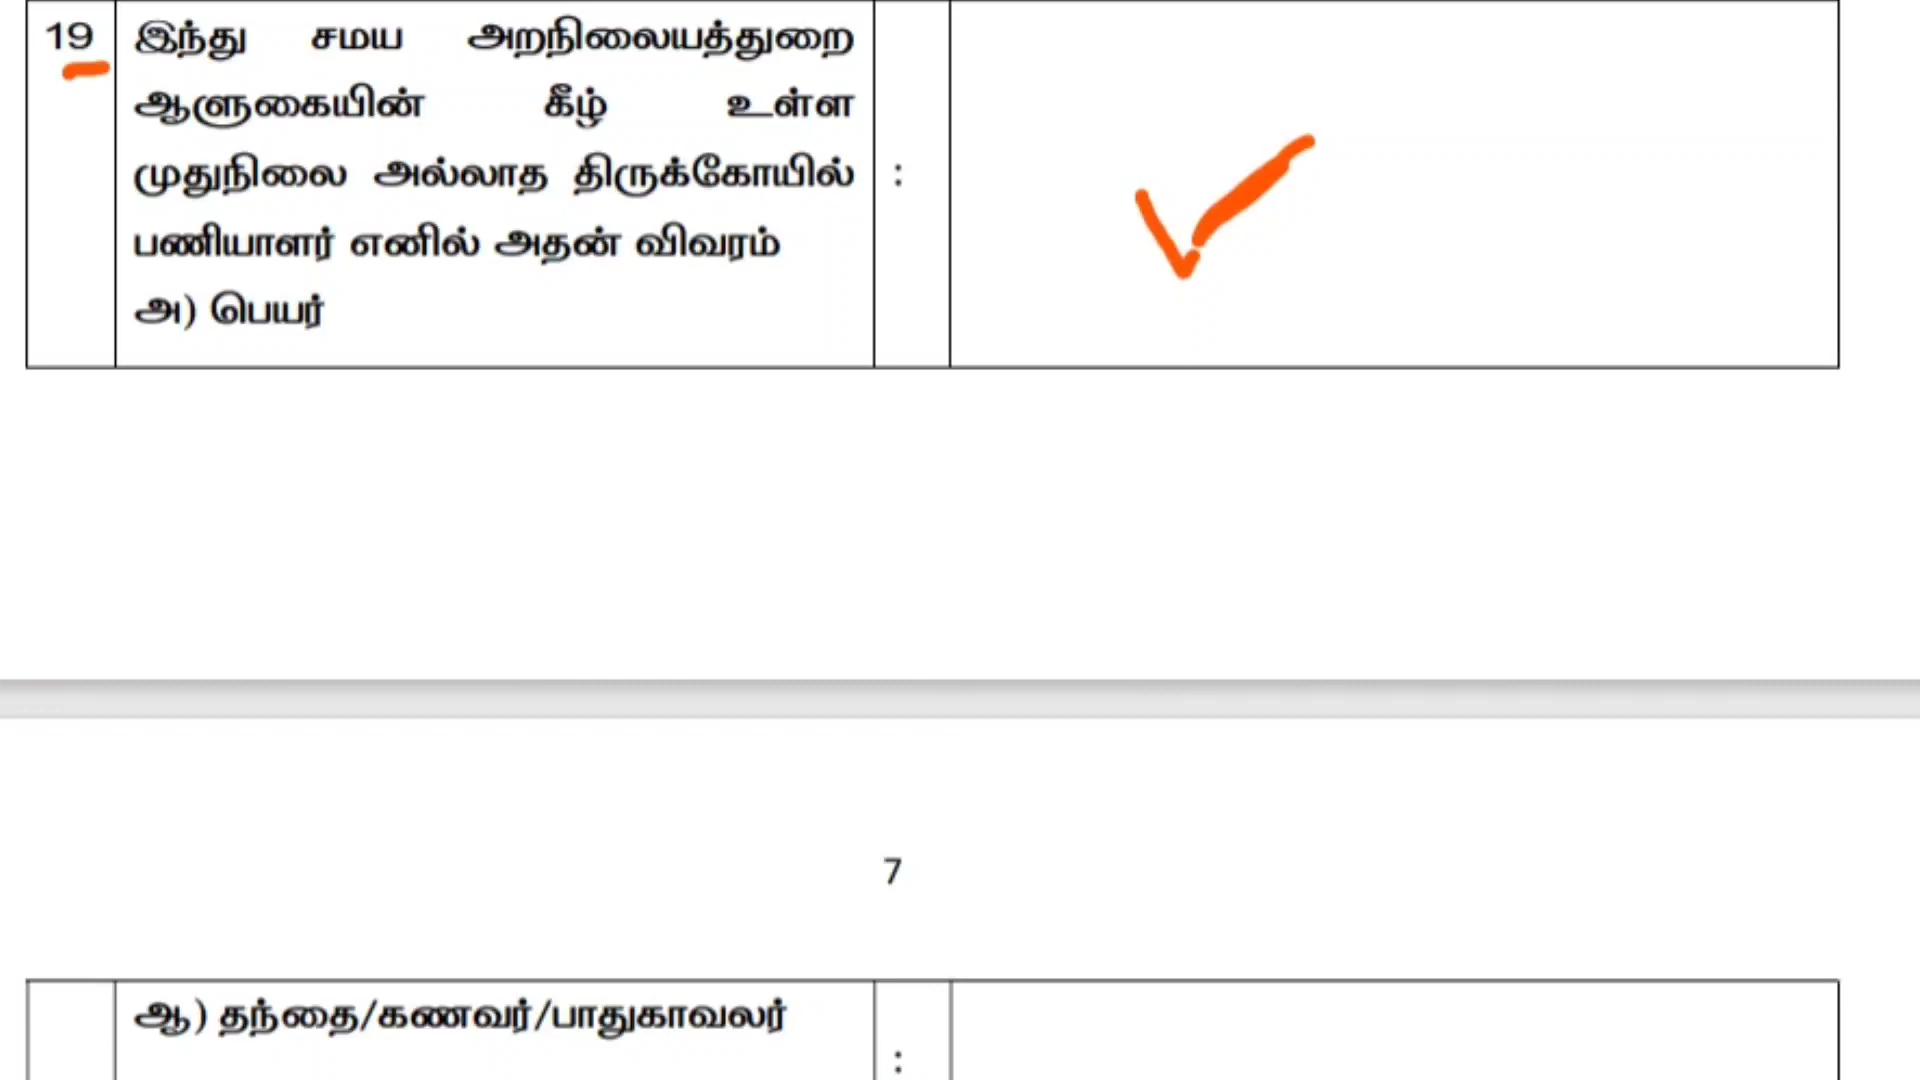 19 இந்து சமய அறநிலையத்துறை
ஆளுகையின் கீழ் உள்ள
முதுநிலை அல்லாத திருக்கோயில் :
பணியாளர் எனில் அதன் விவரம்
அ) பெயர்
7
ஆ) தந்தை/கணவர்/பாதுகாவலர்
: